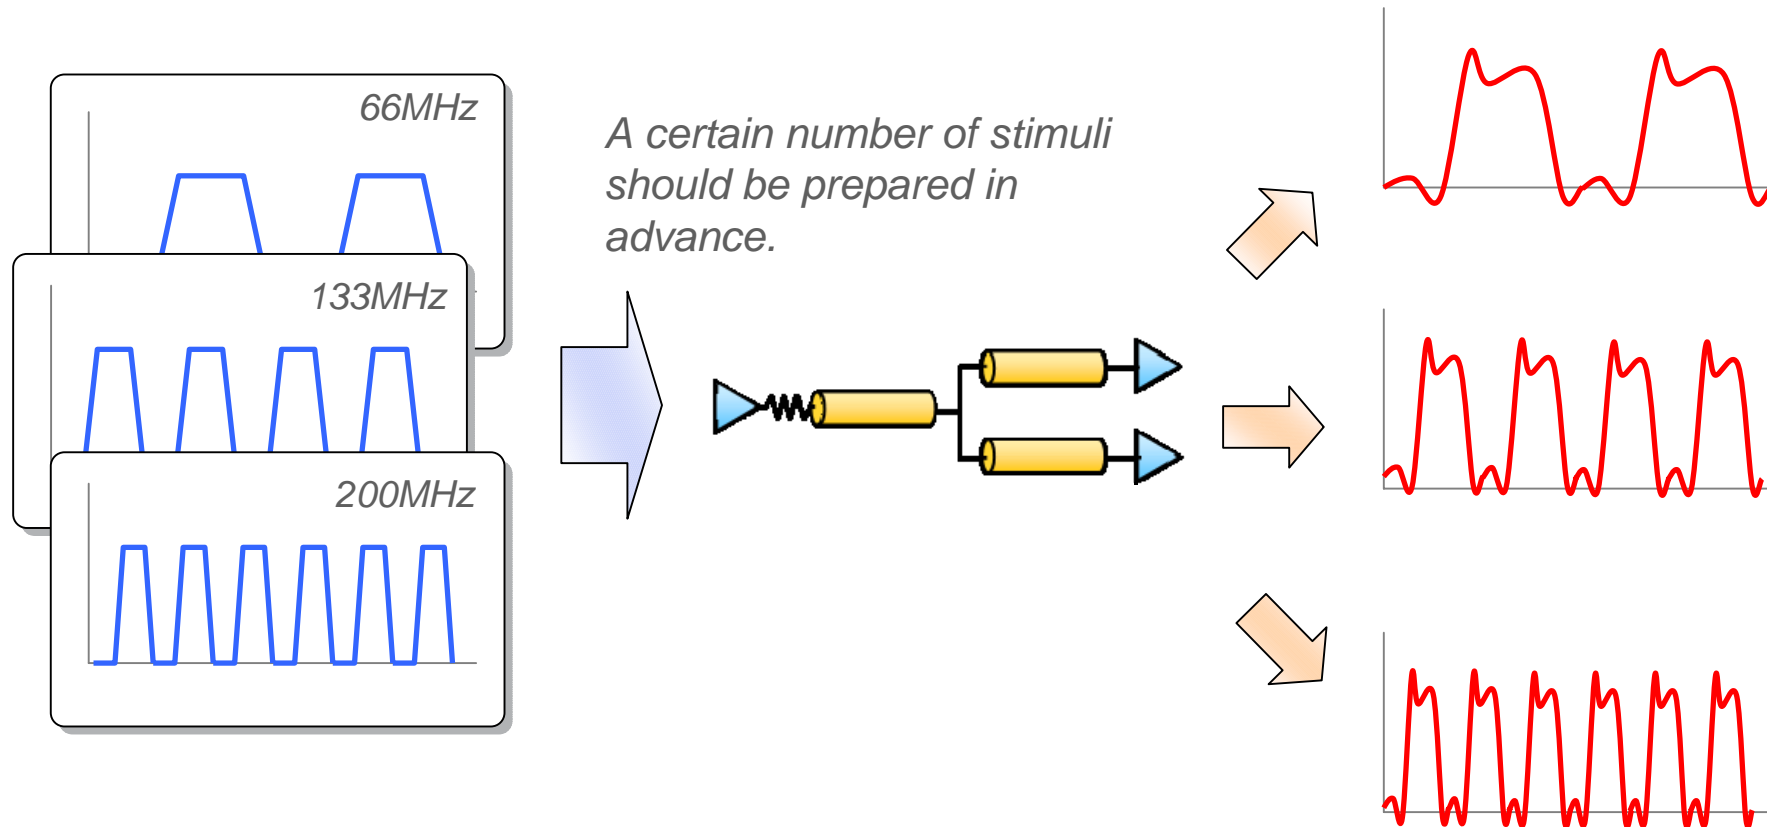 66MHz
133MHz
200MHz
A certain number of stimuli
should be prepared in
advance.